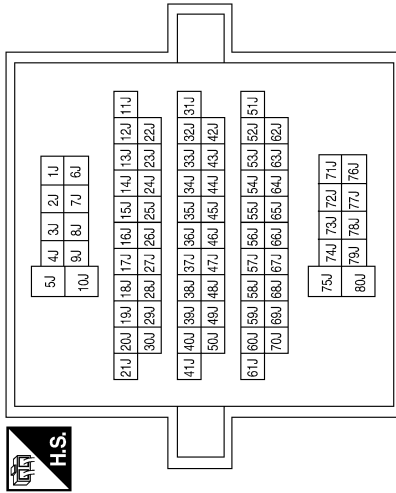 H.S.
5J 4J 3J 2J 1J
10J 9J 8J 7J 6J
21J 20J 19J 18J 17J 16J 15J 14J 13J 12J 11J
30J 29J 28J 27J 26J 25J 24J 23J 22J
41J 40J 39J 38J 37J 36J 35J 34J 33J 32J 31J
50J 49J 48J 47J 46J 45J 44J 43J 42J
61J 60J 59J 58J 57J 56J 55J 54J 53J 52J 51J
70J 69J 68J 67J 66J 65J 64J 63J 62J
75J 74J 73J 72J 71J
80J 79J 78J 77J 76J